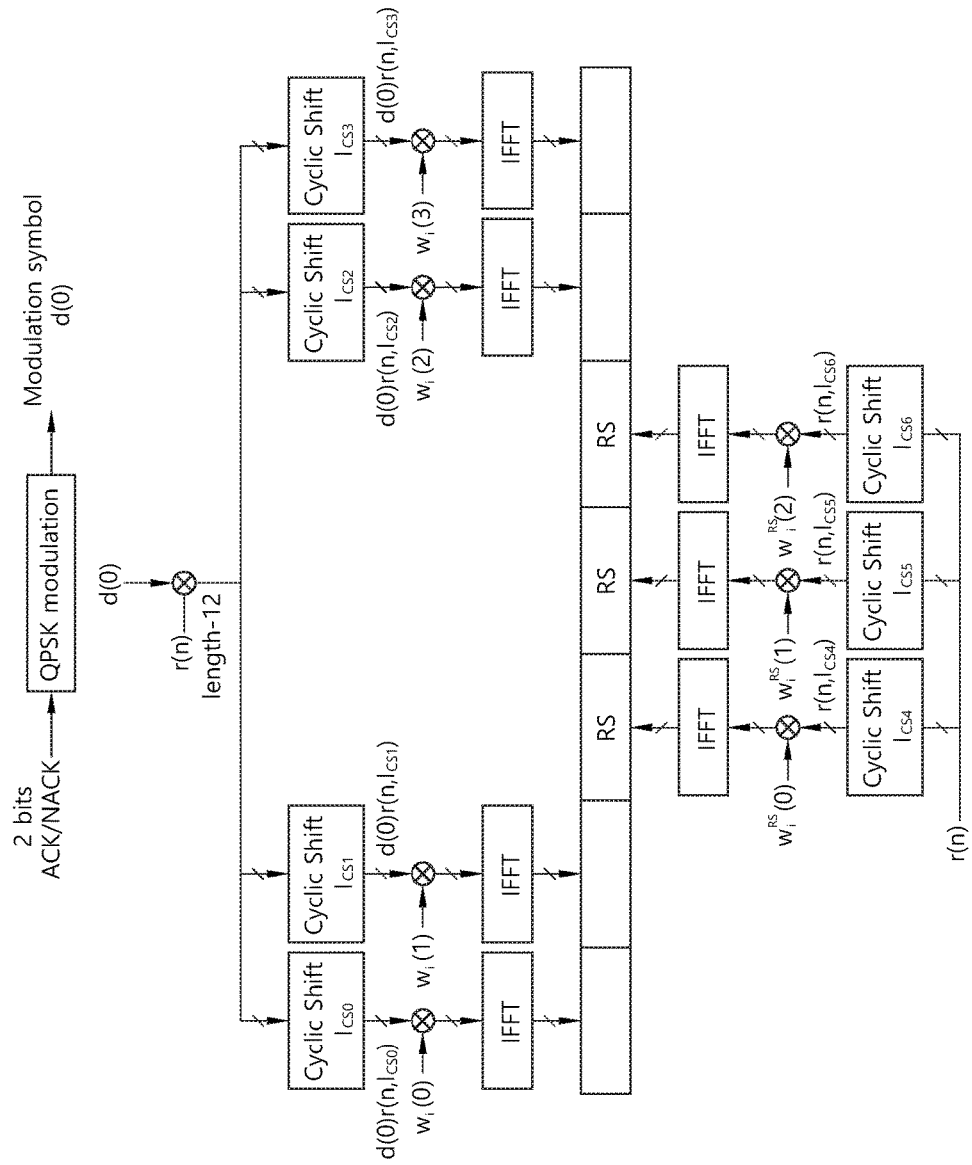 2 bits
ACK/NACK
QPSK modulation
Modulation symbol
d(0)
d(0)
r(n)
length-12
Cyclic Shift
I_CS0
Cyclic Shift
I_CS1
Cyclic Shift
I_CS2
Cyclic Shift
I_CS3
d(0)r(n,I_CS0)
d(0)r(n,I_CS1)
d(0)r(n,I_CS2)
d(0)r(n,I_CS3)
w_i(0)
w_i(1)
w_i(2)
w_i(3)
IFFT
IFFT
IFFT
IFFT
RS
RS
RS
IFFT
IFFT
IFFT
w_i^RS(0)
w_i^RS(1)
w_i^RS(2)
r(n,I_CS4)
r(n,I_CS5)
r(n,I_CS6)
Cyclic Shift
I_CS4
Cyclic Shift
I_CS5
Cyclic Shift
I_CS6
r(n)